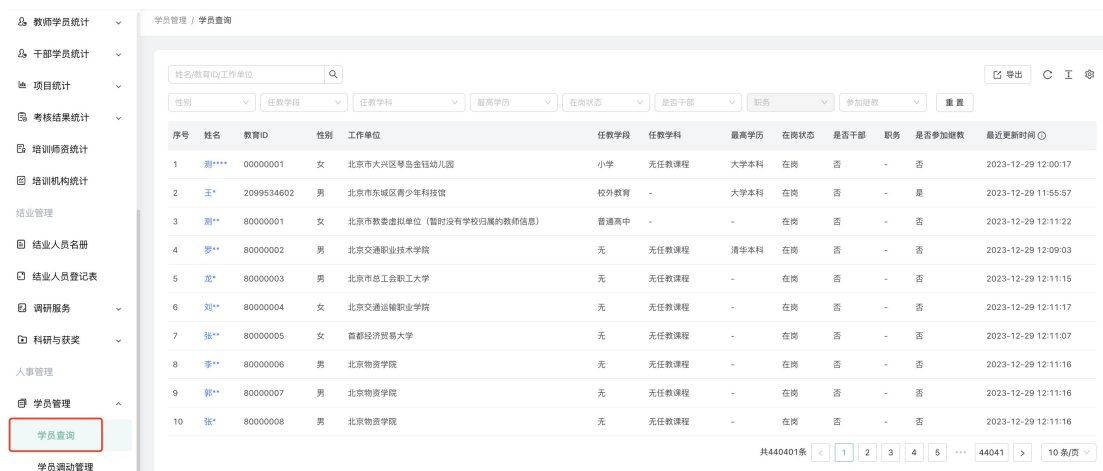 教师学员统计
干部学员统计
项目统计
考核结果统计
培训师资统计
培训机构统计
结业管理
结业人员名册
结业人员登记表
调研服务
科研与获奖
人事管理
学员管理
学员查询
学员调动管理
学员管理 / 学员查询
姓名/教育ID/工作单位
导出
性别 任教学段 任教学科 最高学历 在岗状态 是否干部 职务 参加继教 重置
序号 姓名 教育ID 性别 工作单位 任教学段 任教学科 最高学历 在岗状态 是否干部 职务 是否参加继教 最近更新时间
1 测**** 00000001 女 北京市大兴区琴岛金钰幼儿园 小学 无任教课程 大学本科 在岗 否 - 否 2023-12-29 12:00:17
2 王* 2099534602 男 北京市东城区青少年科技馆 校外教育 - 大学本科 在岗 否 - 是 2023-12-29 11:55:57
3 测** 80000001 女 北京市教委虚拟单位（暂时没有学校归属的教师信息） 普通高中 - - 在岗 否 - 否 2023-12-29 12:11:22
4 罗** 80000002 男 北京交通职业技术学院 无 无任教课程 清华本科 在岗 否 - 否 2023-12-29 12:09:03
5 龙* 80000003 男 北京市总工会职工大学 无 无任教课程 - 在岗 否 - 否 2023-12-29 12:11:15
6 刘** 80000004 女 北京交通运输职业学院 无 无任教课程 - 在岗 否 - 否 2023-12-29 12:11:17
7 张** 80000005 女 首都经济贸易大学 无 无任教课程 - 在岗 否 - 否 2023-12-29 12:11:07
8 李** 80000006 男 北京物资学院 无 无任教课程 - 在岗 否 - 否 2023-12-29 12:11:16
9 郭** 80000007 男 北京物资学院 无 无任教课程 - 在岗 否 - 否 2023-12-29 12:11:16
10 张* 80000008 男 北京物资学院 无 无任教课程 - 在岗 否 - 否 2023-12-29 12:11:16
共440401条 < 1 2 3 4 5 ••• 44041 > 10 条/页